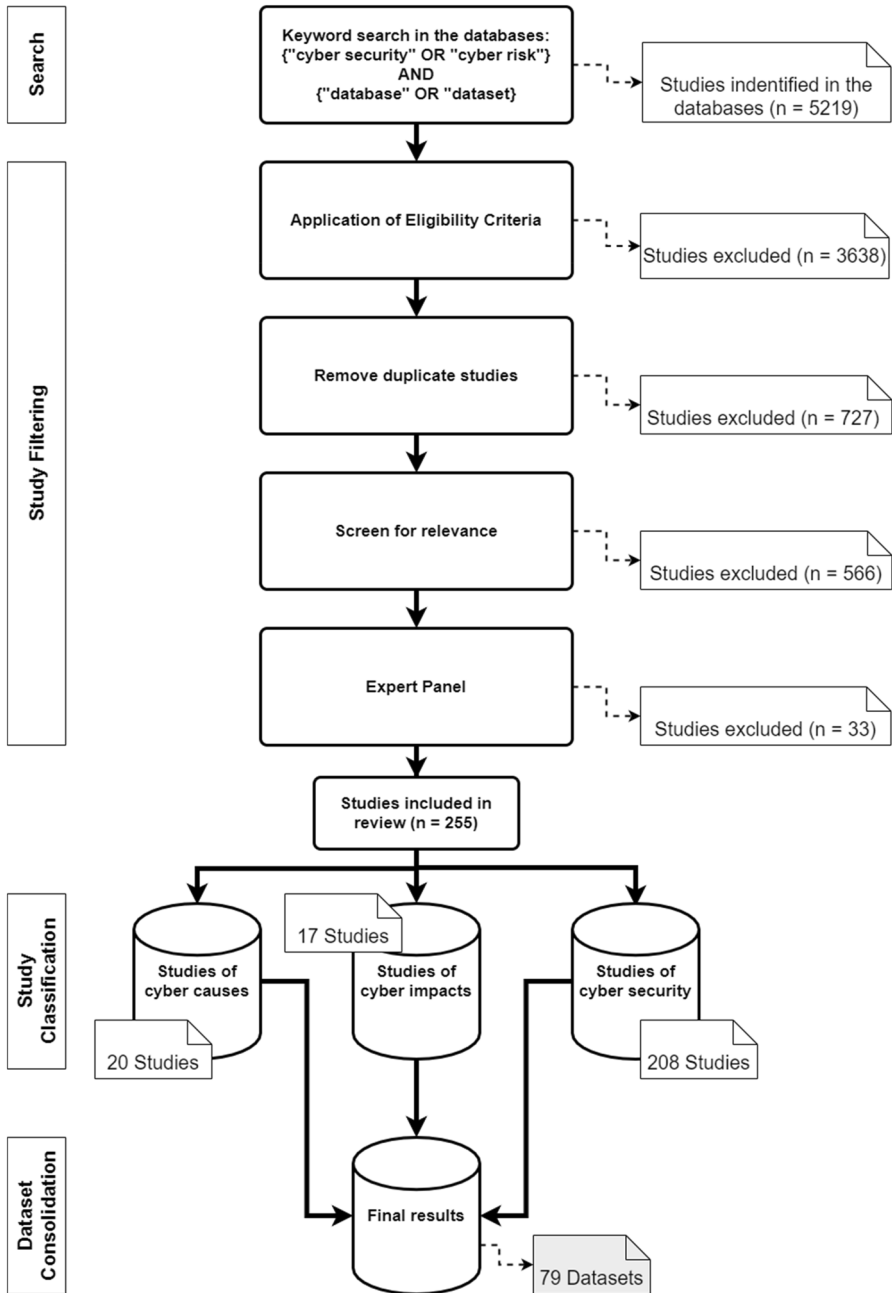 Search
Keyword search in the databases:
{"cyber security" OR "cyber risk"}
AND
{"database" OR "dataset}
Studies indentified in the
databases (n = 5219)
Study Filtering
Application of Eligibility Criteria
Studies excluded (n = 3638)
Remove duplicate studies
Studies excluded (n = 727)
Screen for relevance
Studies excluded (n = 566)
Expert Panel
Studies excluded (n = 33)
Studies included in
review (n = 255)
Study
Classification
Studies of
cyber causes
20 Studies
17 Studies
Studies of
cyber impacts
Studies of
cyber security
208 Studies
Dataset
Consolidation
Final results
79 Datasets